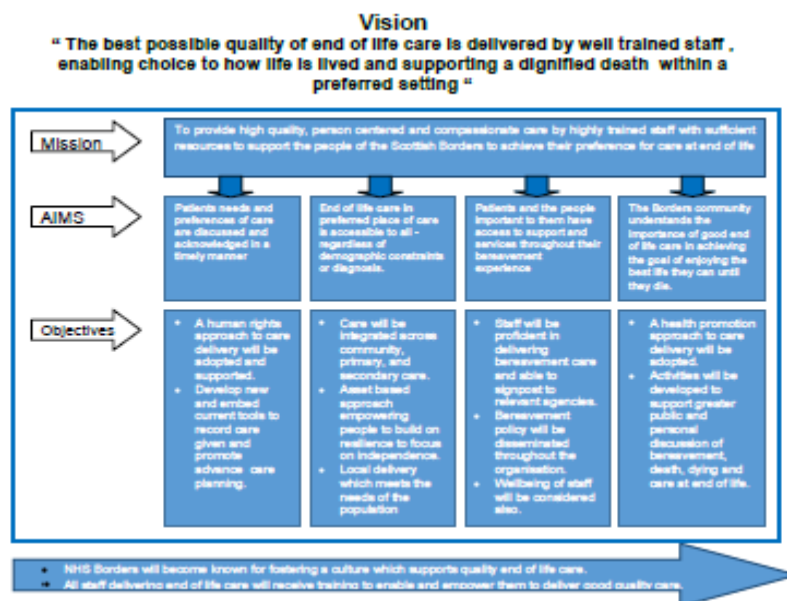 Vision
“ The best possible quality of end of life care is delivered by well trained staff ,
enabling choice to how life is lived and supporting a dignified death within a
preferred setting “
Mission
To provide high quality, person centered and compassionate care by highly trained staff with sufficient
resources to support the people of the Scottish Borders to achieve their preference for care at end of life
AIMS
Patients needs and
preferences of care
are discussed and
acknowledged in a
timely manner
End of life care in
preferred place of care
is accessible to all -
regardless of
demographic constraints
or diagnosis.
Patients and the people
important to them have
access to support and
services throughout their
bereavement
experience
The Borders community
understands the
importance of good end
of life care in achieving
the goal of enjoying the
best life they can until
they die.
Objectives
• A human rights
approach to care
delivery will be
adopted and
supported.
• Develop new
and embed
current tools to
record care
given and
promote
advance care
planning.
• Care will be
integrated across
community,
primary, and
secondary care.
• Asset based
approach
empowering
people to build on
resilience to focus
on independence.
• Local delivery
which meets the
needs of the
population
• Staff will be
proficient in
delivering
bereavement care
and able to
signpost to
relevant agencies.
• Bereavement
policy will be
disseminated
throughout the
organisation.
• Wellbeing of staff
will be considered
also.
• A health promotion
approach to care
delivery will be
adopted.
• Activities will be
developed to
support greater
public and
personal
discussion of
bereavement,
death, dying and
care at end of life.
• NHS Borders will become known for fostering a culture which supports quality end of life care.
• All staff delivering end of life care will receive training to enable and empower them to deliver good quality care.